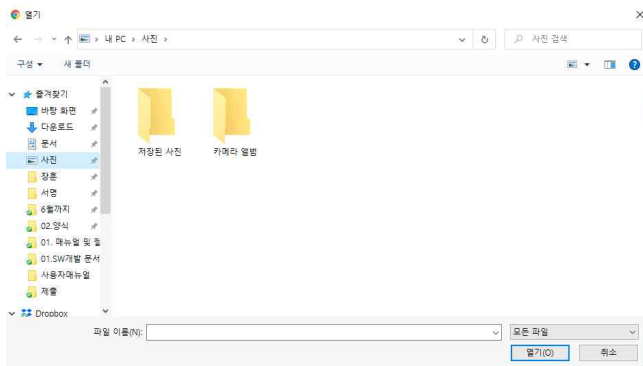 열기
내 PC › 사진 ›
사진 검색
구성
새 폴더
즐겨찾기
바탕 화면
다운로드
문서
사진
장훈
서명
6월까지
02.양식
01. 매뉴얼 및 절
01.SW개발 문서
사용자매뉴얼
제출
Dropbox
저장된 사진
카메라 앨범
파일 이름(N):
모든 파일
열기(O)
취소